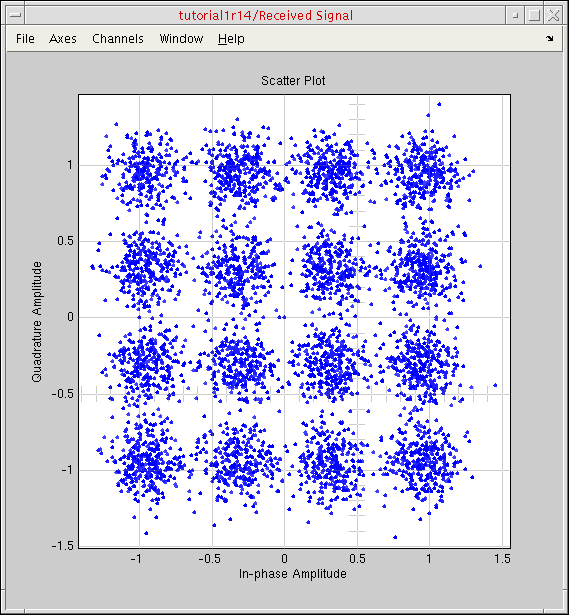 tutorial1r14/Received Signal
File Axes Channels Window Help
Scatter Plot
Quadrature Amplitude
1
0.5
0
-0.5
-1
-1.5
-1 -0.5 0 0.5 1 1.5
In-phase Amplitude